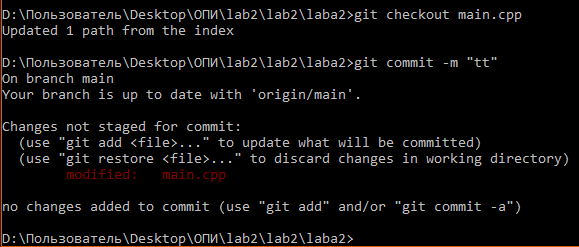 D:\Пользователь\Desktop\ОПИ\lab2\lab2\laba2>git checkout main.cpp
Updated 1 path from the index
D:\Пользователь\Desktop\ОПИ\lab2\lab2\laba2>git commit -m "tt"
On branch main
Your branch is up to date with 'origin/main'.
Changes not staged for commit:
(use "git add <file>..." to update what will be committed)
(use "git restore <file>..." to discard changes in working directory)
modified: main.cpp
no changes added to commit (use "git add" and/or "git commit -a")
D:\Пользователь\Desktop\ОПИ\lab2\lab2\laba2>